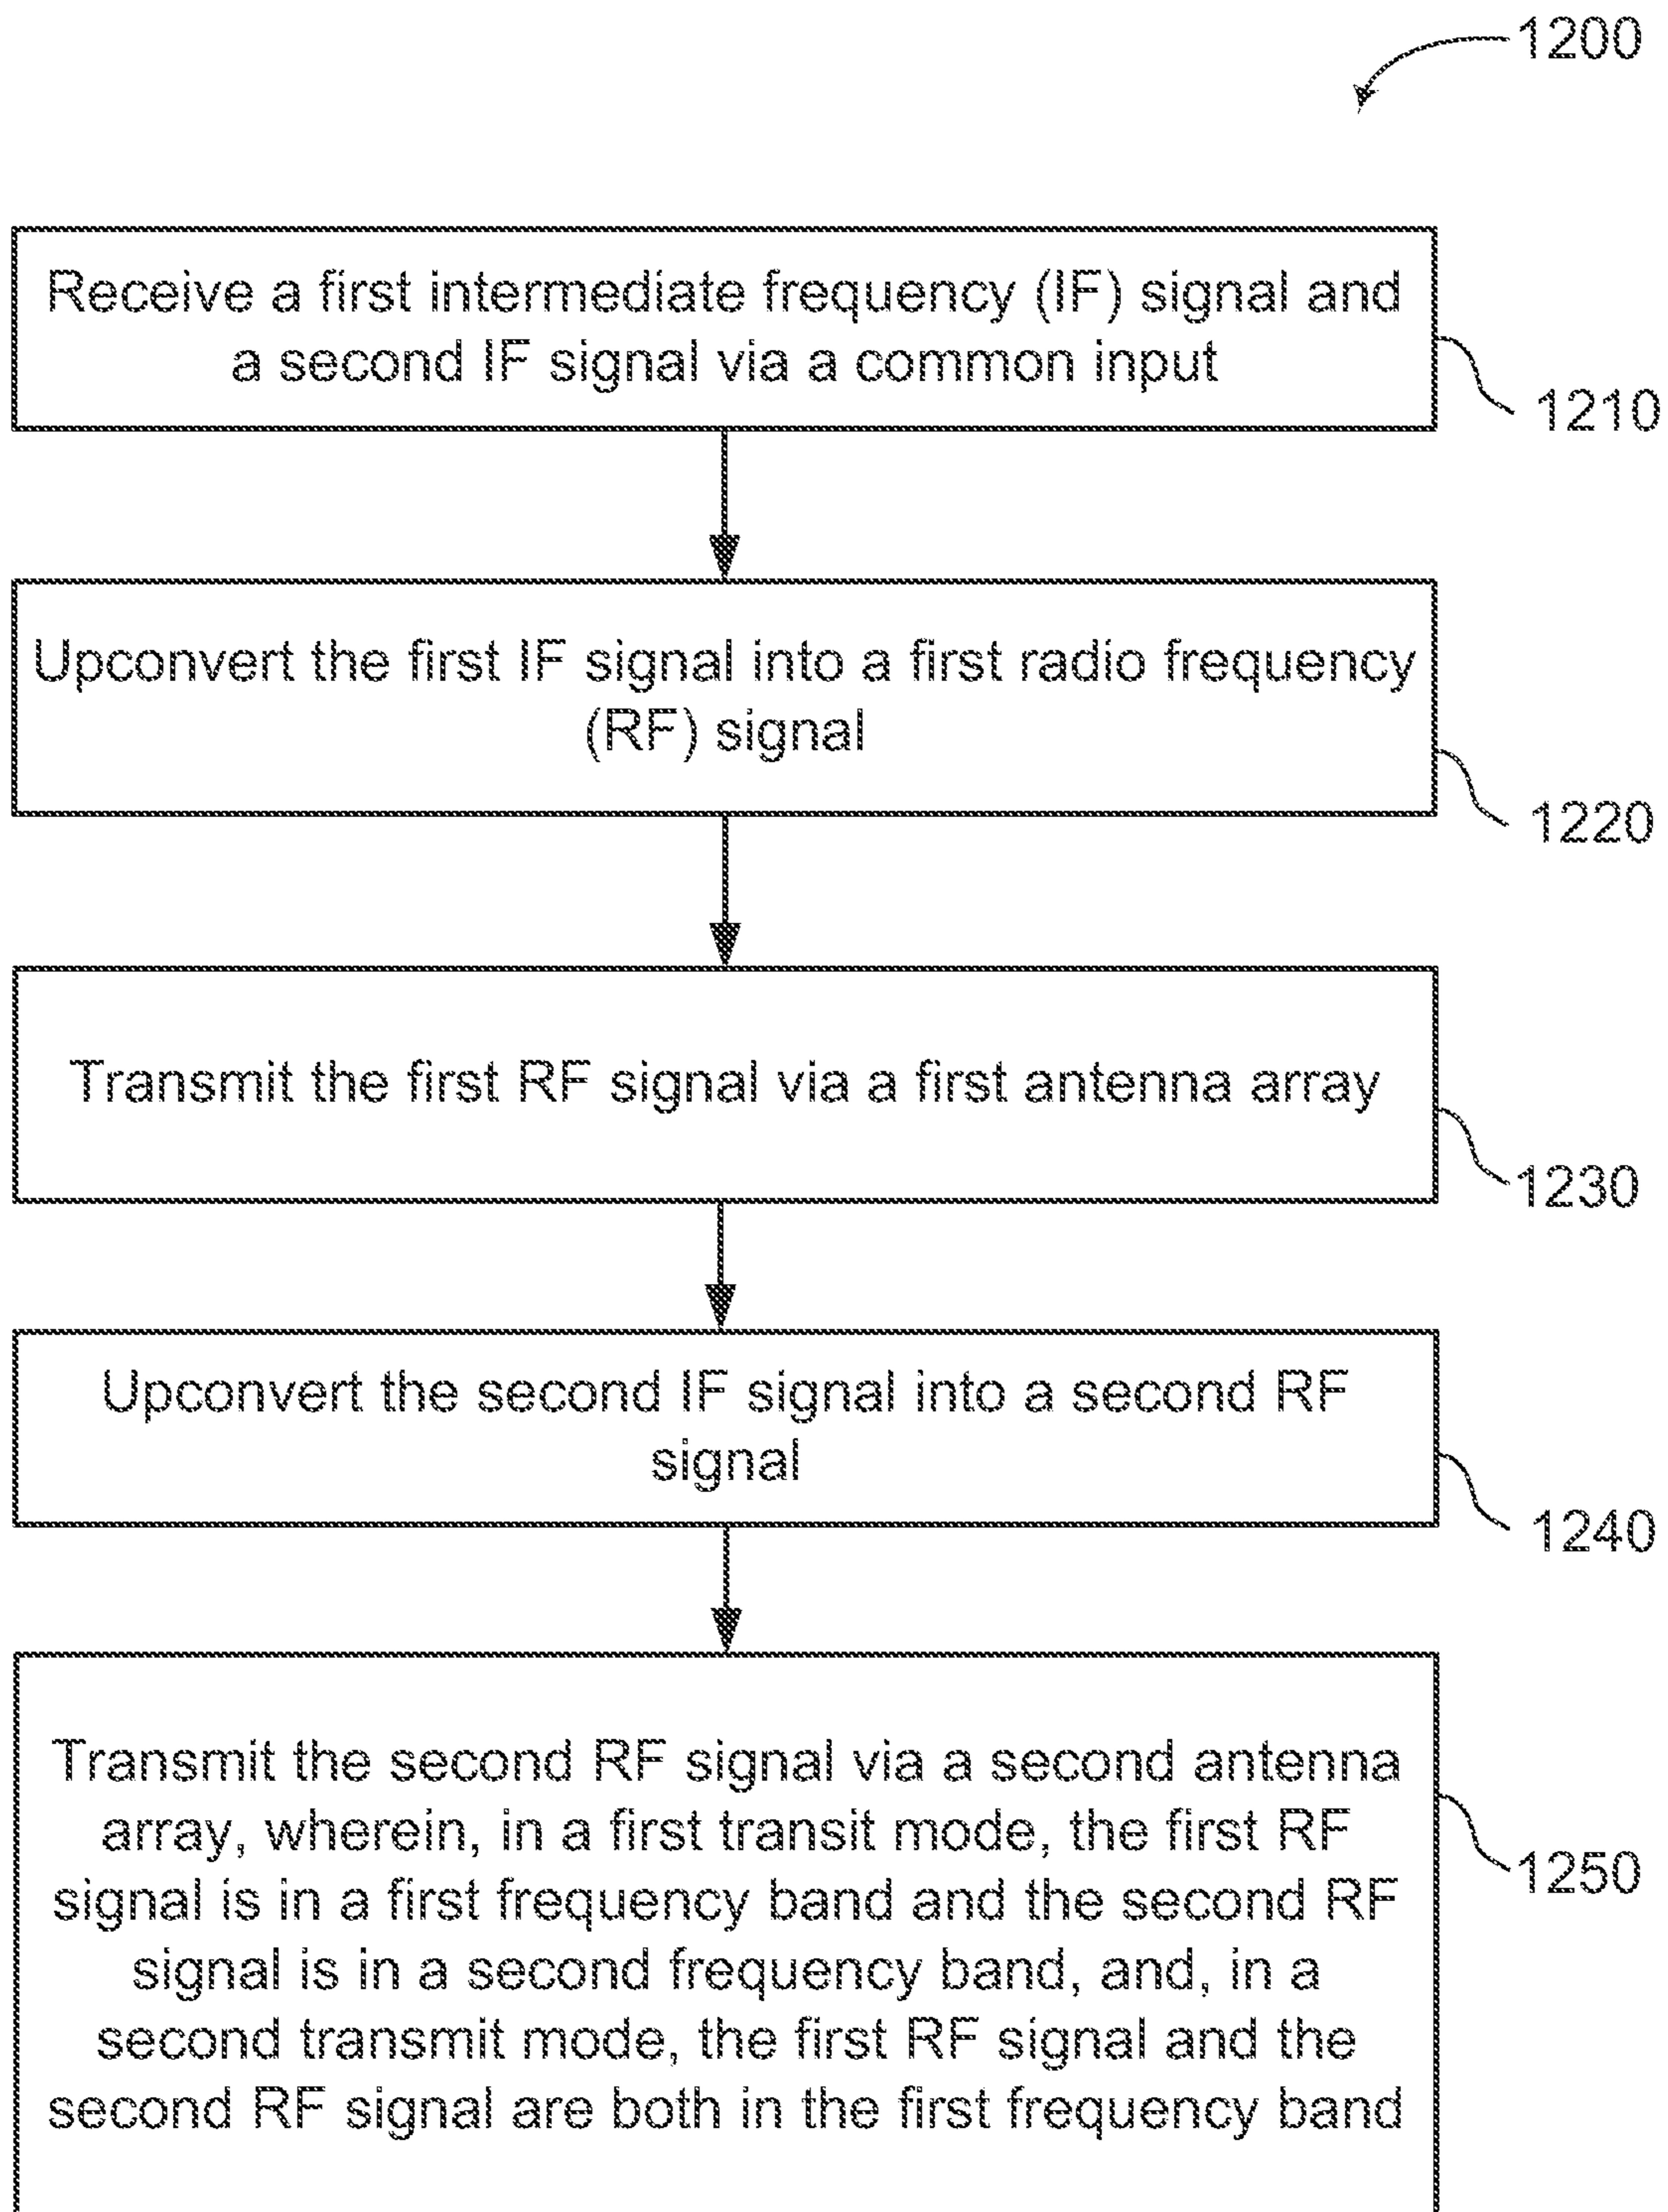 1200
Receive a first intermediate frequency (IF) signal and
a second IF signal via a common input
1210
Upconvert the first IF signal into a first radio frequency
(RF) signal
1220
Transmit the first RF signal via a first antenna array
1230
Upconvert the second IF signal into a second RF
signal
1240
Transmit the second RF signal via a second antenna
array, wherein, in a first transit mode, the first RF
signal is in a first frequency band and the second RF
signal is in a second frequency band, and, in a
second transmit mode, the first RF signal and the
second RF signal are both in the first frequency band
1250